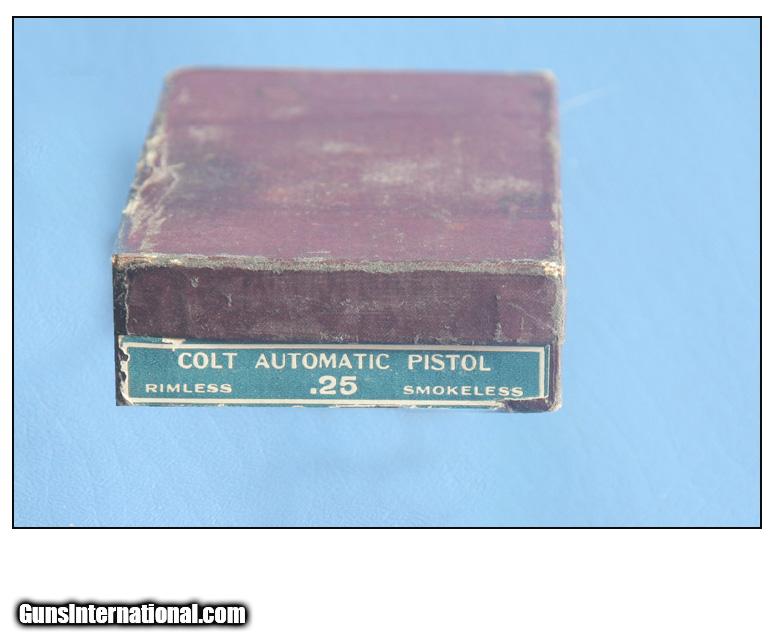 COLT AUTOMATIC PISTOL
RIMLESS .25 SMOKELESS
GunsInternational.com